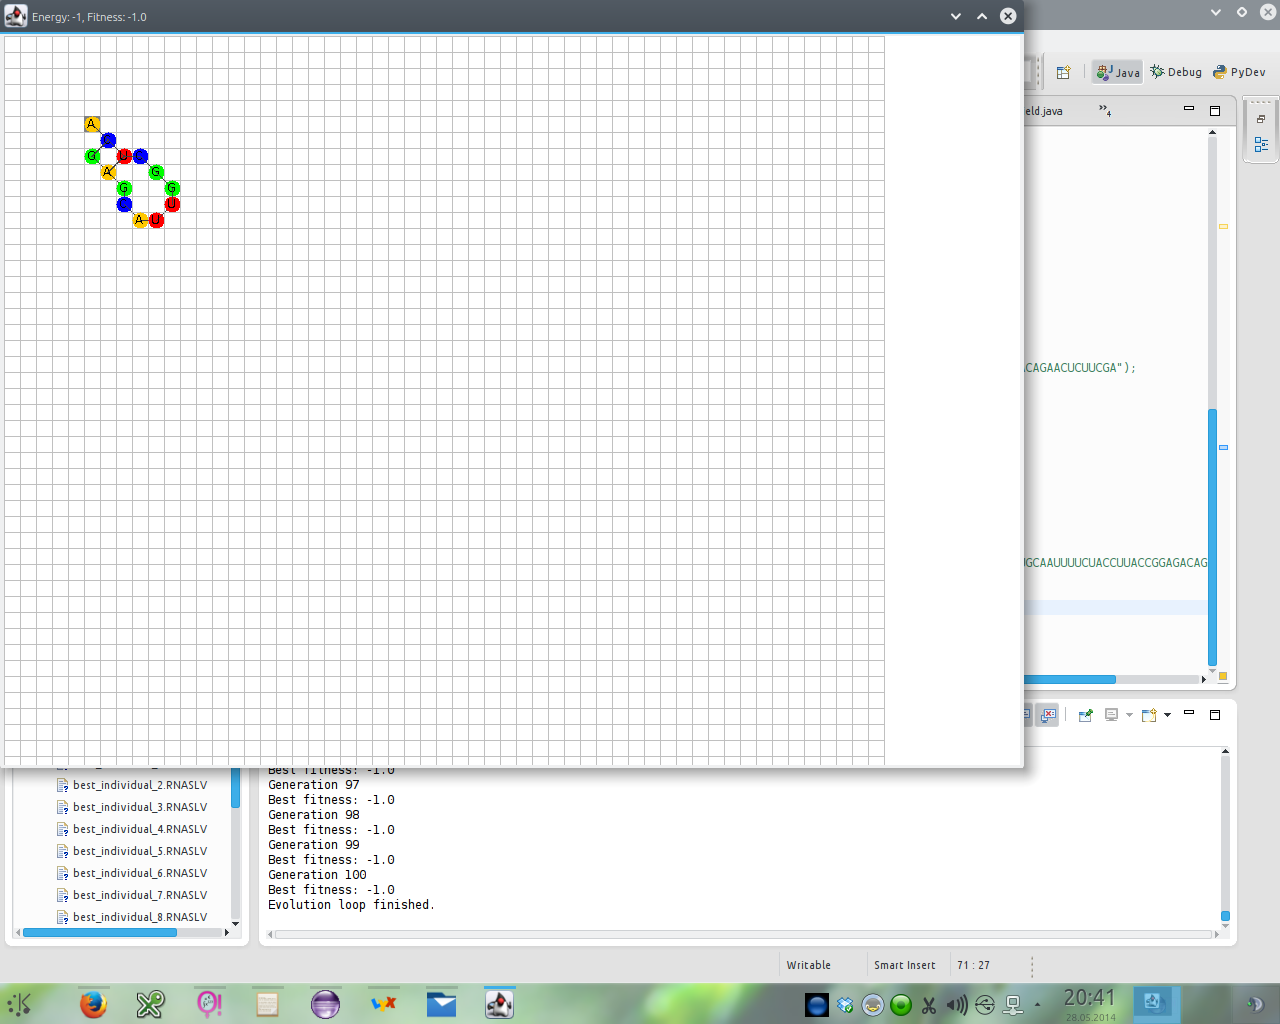 Energy: -1, Fitness: -1.0
Java
Debug
PyDev
eld.java
»4
A
G
U
A
G
G
G
U
A
U
ACAGAACUCUUCGA");
GCAAUUUUCUACCUUACCGGAGACAG
best_individual_2.RNASLV
best_individual_3.RNASLV
best_individual_4.RNASLV
best_individual_5.RNASLV
best_individual_6.RNASLV
best_individual_7.RNASLV
best_individual_8.RNASLV
Best fitness: -1.0
Generation 97
Best fitness: -1.0
Generation 98
Best fitness: -1.0
Generation 99
Best fitness: -1.0
Generation 100
Best fitness: -1.0
Evolution loop finished.
Writable
Smart Insert
71 : 27
20:41
28.05.2014